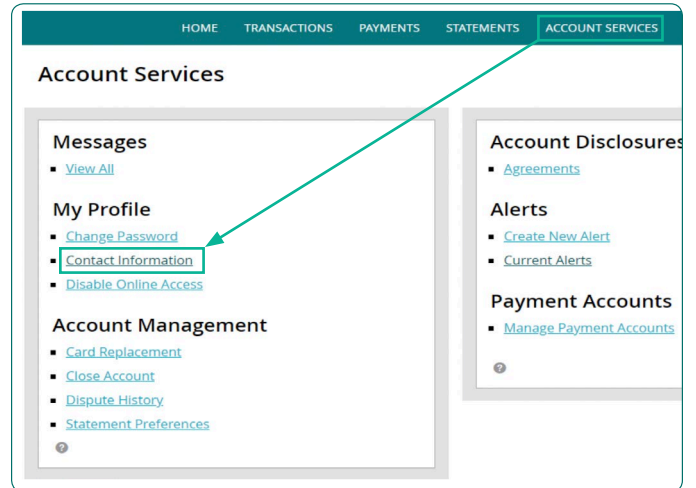 HOME TRANSACTIONS PAYMENTS STATEMENTS ACCOUNT SERVICES
Account Services
Messages
View All
My Profile
Change Password
Contact Information
Disable Online Access
Account Management
Card Replacement
Close Account
Dispute History
Statement Preferences
?
Account Disclosures
Agreements
Alerts
Create New Alert
Current Alerts
Payment Accounts
Manage Payment Accounts
?